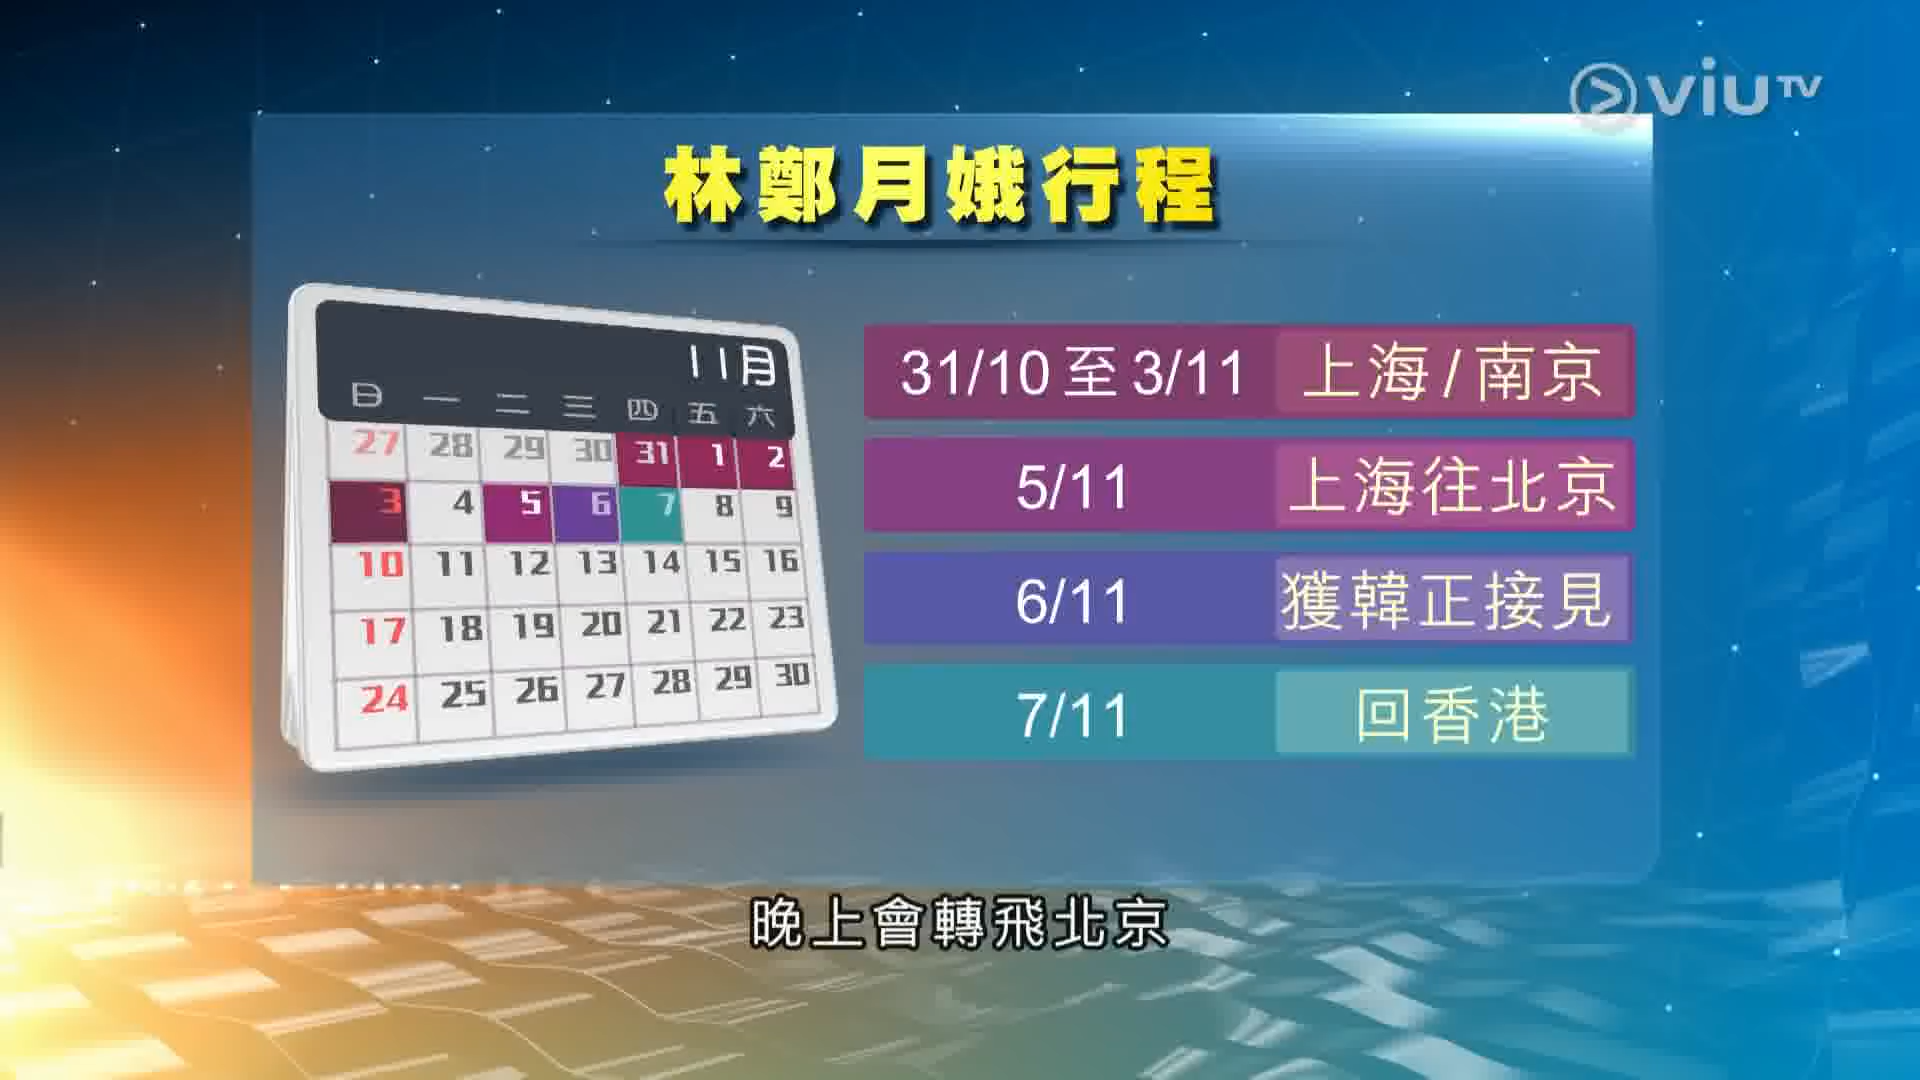 viuTV
林鄭月娥行程
11月
日 一 二 三 四 五 六
27 28 29 30 31 1 2
3 4 5 6 7 8 9
10 11 12 13 14 15 16
17 18 19 20 21 22 23
24 25 26 27 28 29 30
31/10 至 3/11 上海/南京
5/11 上海往北京
6/11 獲韓正接見
7/11 回香港
晚上會轉飛北京